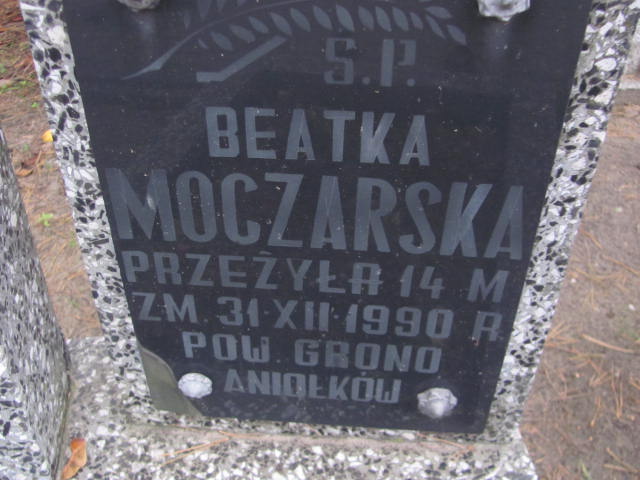 Ś.P.
BEATKA
MOCZARSKA
PRZEŻYŁA 14 M
ZM. 31·XII·1990 R
POW. GRONO
ANIOŁKÓW